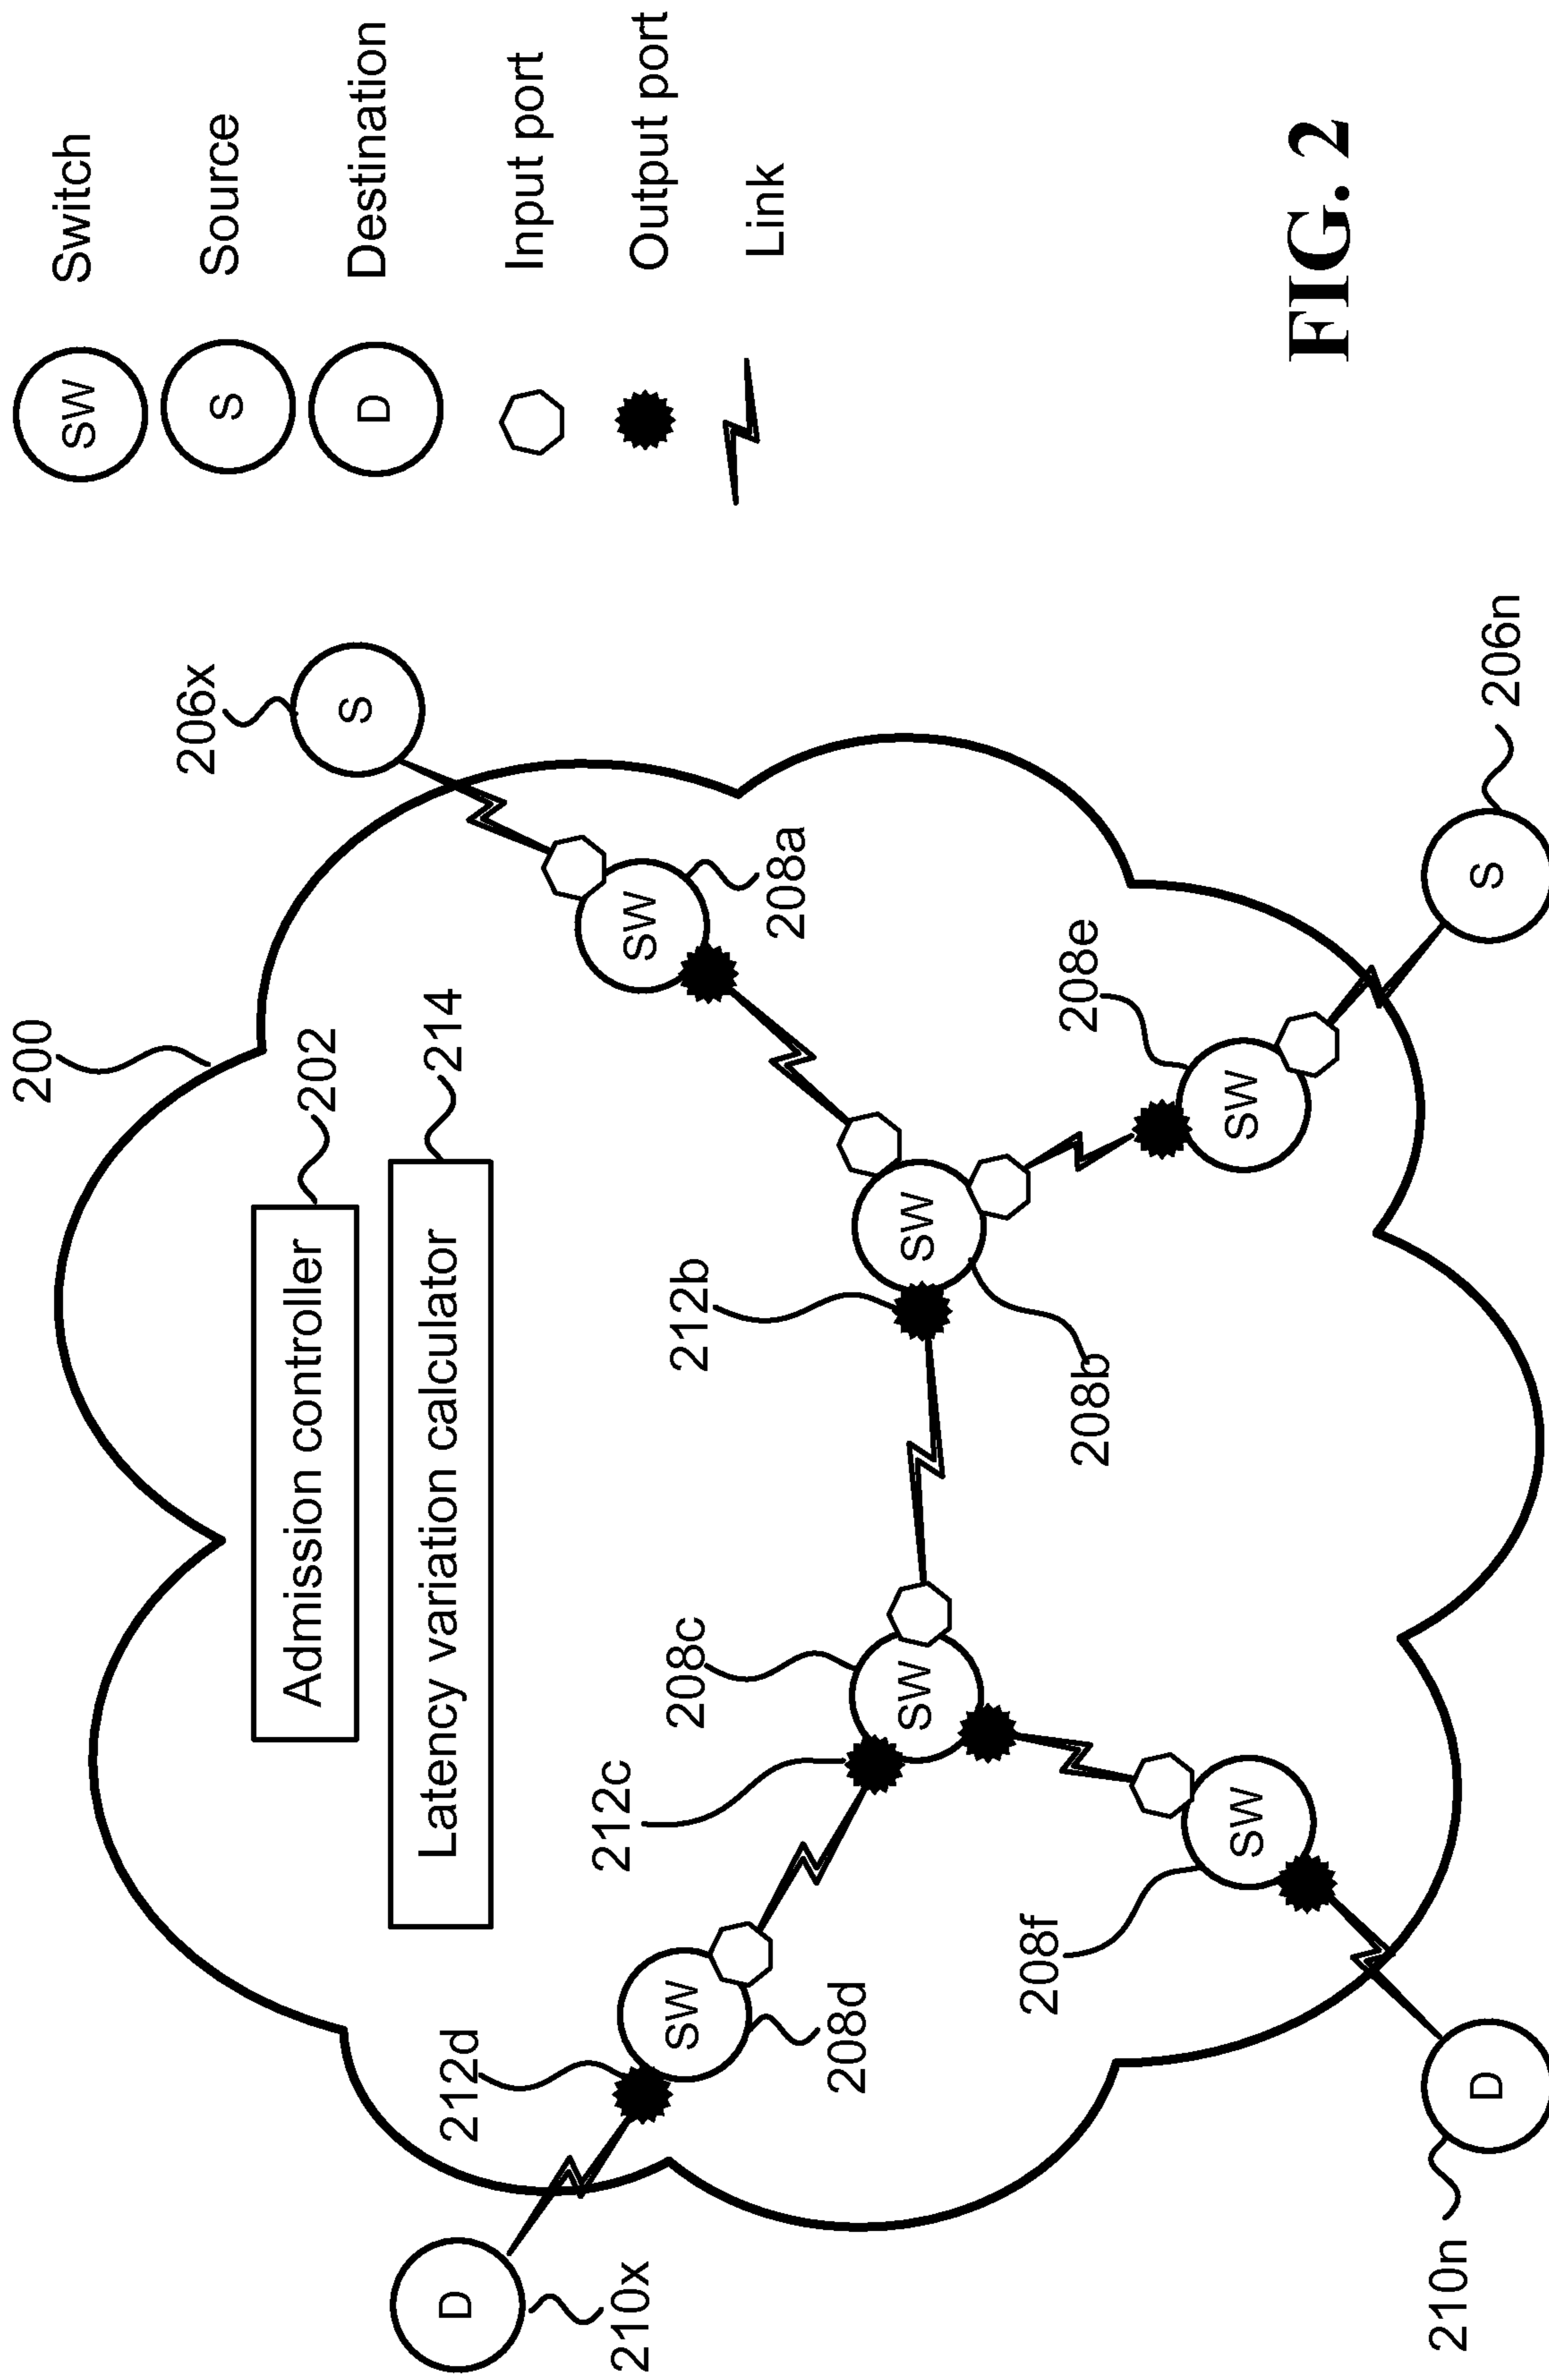 200
Admission controller
202
Latency variation calculator
214
D
210x
212d
SW
208d
212c
208c
SW
212b
SW
208b
SW
208a
S
206x
208f
SW
208e
SW
D
210n
S
206n
SW
Switch
S
Source
D
Destination
Input port
Output port
Link
FIG. 2